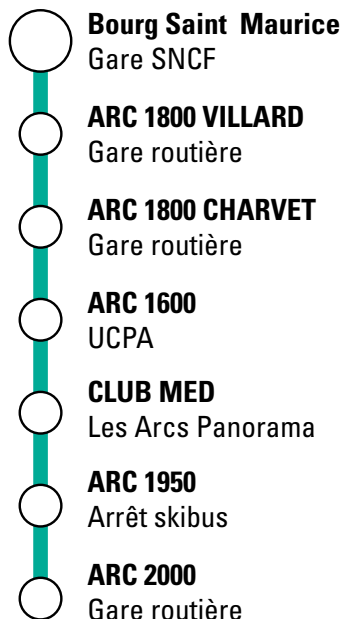 Bourg Saint Maurice
Gare SNCF
ARC 1800 VILLARD
Gare routière
ARC 1800 CHARVET
Gare routière
ARC 1600
UCPA
CLUB MED
Les Arcs Panorama
ARC 1950
Arrêt skibus
ARC 2000
Gare routière